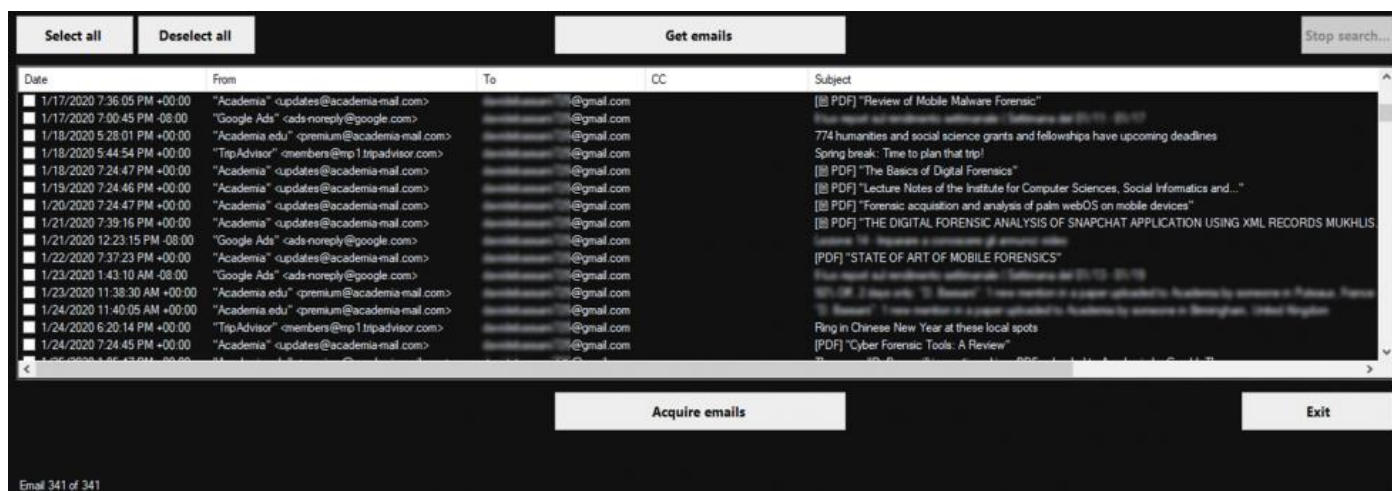 Select all Deselect all Get emails Stop search...
Date From To CC Subject
1/17/2020 7:36:05 PM +00:00 "Academia" <updates@academia-mail.com> @gmail.com [PDF] "Review of Mobile Malware Forensic"
1/17/2020 7:00:45 PM -08:00 "Google Ads" <ads-noreply@google.com> @gmail.com
1/18/2020 5:28:01 PM +00:00 "Academia.edu" <premium@academia-mail.com> @gmail.com 774 humanities and social science grants and fellowships have upcoming deadlines
1/18/2020 5:44:54 PM +00:00 "TripAdvisor" <members@mp1.tripadvisor.com> @gmail.com Spring break: Time to plan that trip!
1/18/2020 7:24:47 PM +00:00 "Academia" <updates@academia-mail.com> @gmail.com [PDF] "The Basics of Digital Forensics"
1/19/2020 7:24:46 PM +00:00 "Academia" <updates@academia-mail.com> @gmail.com [PDF] "Lecture Notes of the Institute for Computer Sciences, Social Informatics and..."
1/20/2020 7:24:47 PM +00:00 "Academia" <updates@academia-mail.com> @gmail.com [PDF] "Forensic acquisition and analysis of palm webOS on mobile devices"
1/21/2020 7:39:16 PM +00:00 "Academia" <updates@academia-mail.com> @gmail.com [PDF] "THE DIGITAL FORENSIC ANALYSIS OF SNAPCHAT APPLICATION USING XML RECORDS MUKHLIS
1/21/2020 12:23:15 PM -08:00 "Google Ads" <ads-noreply@google.com> @gmail.com
1/22/2020 7:37:23 PM +00:00 "Academia" <updates@academia-mail.com> @gmail.com [PDF] "STATE OF ART OF MOBILE FORENSICS"
1/23/2020 1:43:10 AM -08:00 "Google Ads" <ads-noreply@google.com> @gmail.com
1/23/2020 11:38:30 AM +00:00 "Academia.edu" <premium@academia-mail.com> @gmail.com
1/24/2020 11:40:05 AM +00:00 "Academia.edu" <premium@academia-mail.com> @gmail.com
1/24/2020 6:20:14 PM +00:00 "TripAdvisor" <members@mp1.tripadvisor.com> @gmail.com Ring in Chinese New Year at these local spots
1/24/2020 7:24:45 PM +00:00 "Academia" <updates@academia-mail.com> @gmail.com [PDF] "Cyber Forensic Tools: A Review"
Acquire emails Exit
Email 341 of 341